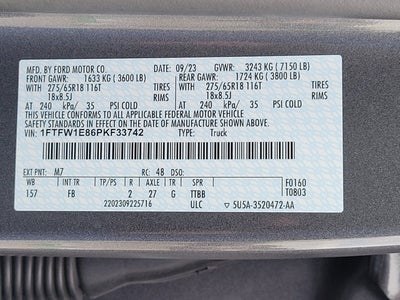 MFD. BY FORD MOTOR CO. 09/23 GVWR: 3243 KG ( 7150 LB)
FRONT GAWR: 1633 KG ( 3600 LB) REAR GAWR: 1724 KG ( 3800 LB)
WITH TIRES WITH TIRES
275/65R18 116T 275/65R18 116T
18x8.5J RIMS 18x8.5J RIMS
AT 240 kPa/ 35 PSI COLD AT 240 kPa/ 35 PSI COLD
THIS VEHICLE CONFORMS TO ALL APPLICABLE FEDERAL MOTOR VEHICLE SAFETY STANDARDS IN EFFECT ON THE DATE OF MANUFACTURE SHOWN ABOVE.
VIN: 1FTFW1E86PKF33742 TYPE: Truck
EXT PNT: M7 RC: 48 DSO:
WB INT TR TP/PS R AXLE TR SPR F0160
157 FB 2 27 G TTBB T0803
2202309225716 ULC 5U5A-3520472-AA